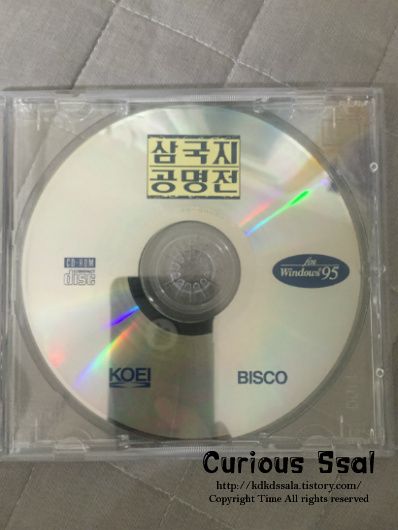 삼국지
공명전
CD-ROM
COMPACT
disc
for
Windows®95
KOEI
BISCO
Curious Ssal
http://kdkdssala.tistory.com/
Copyright Time All rights reserved